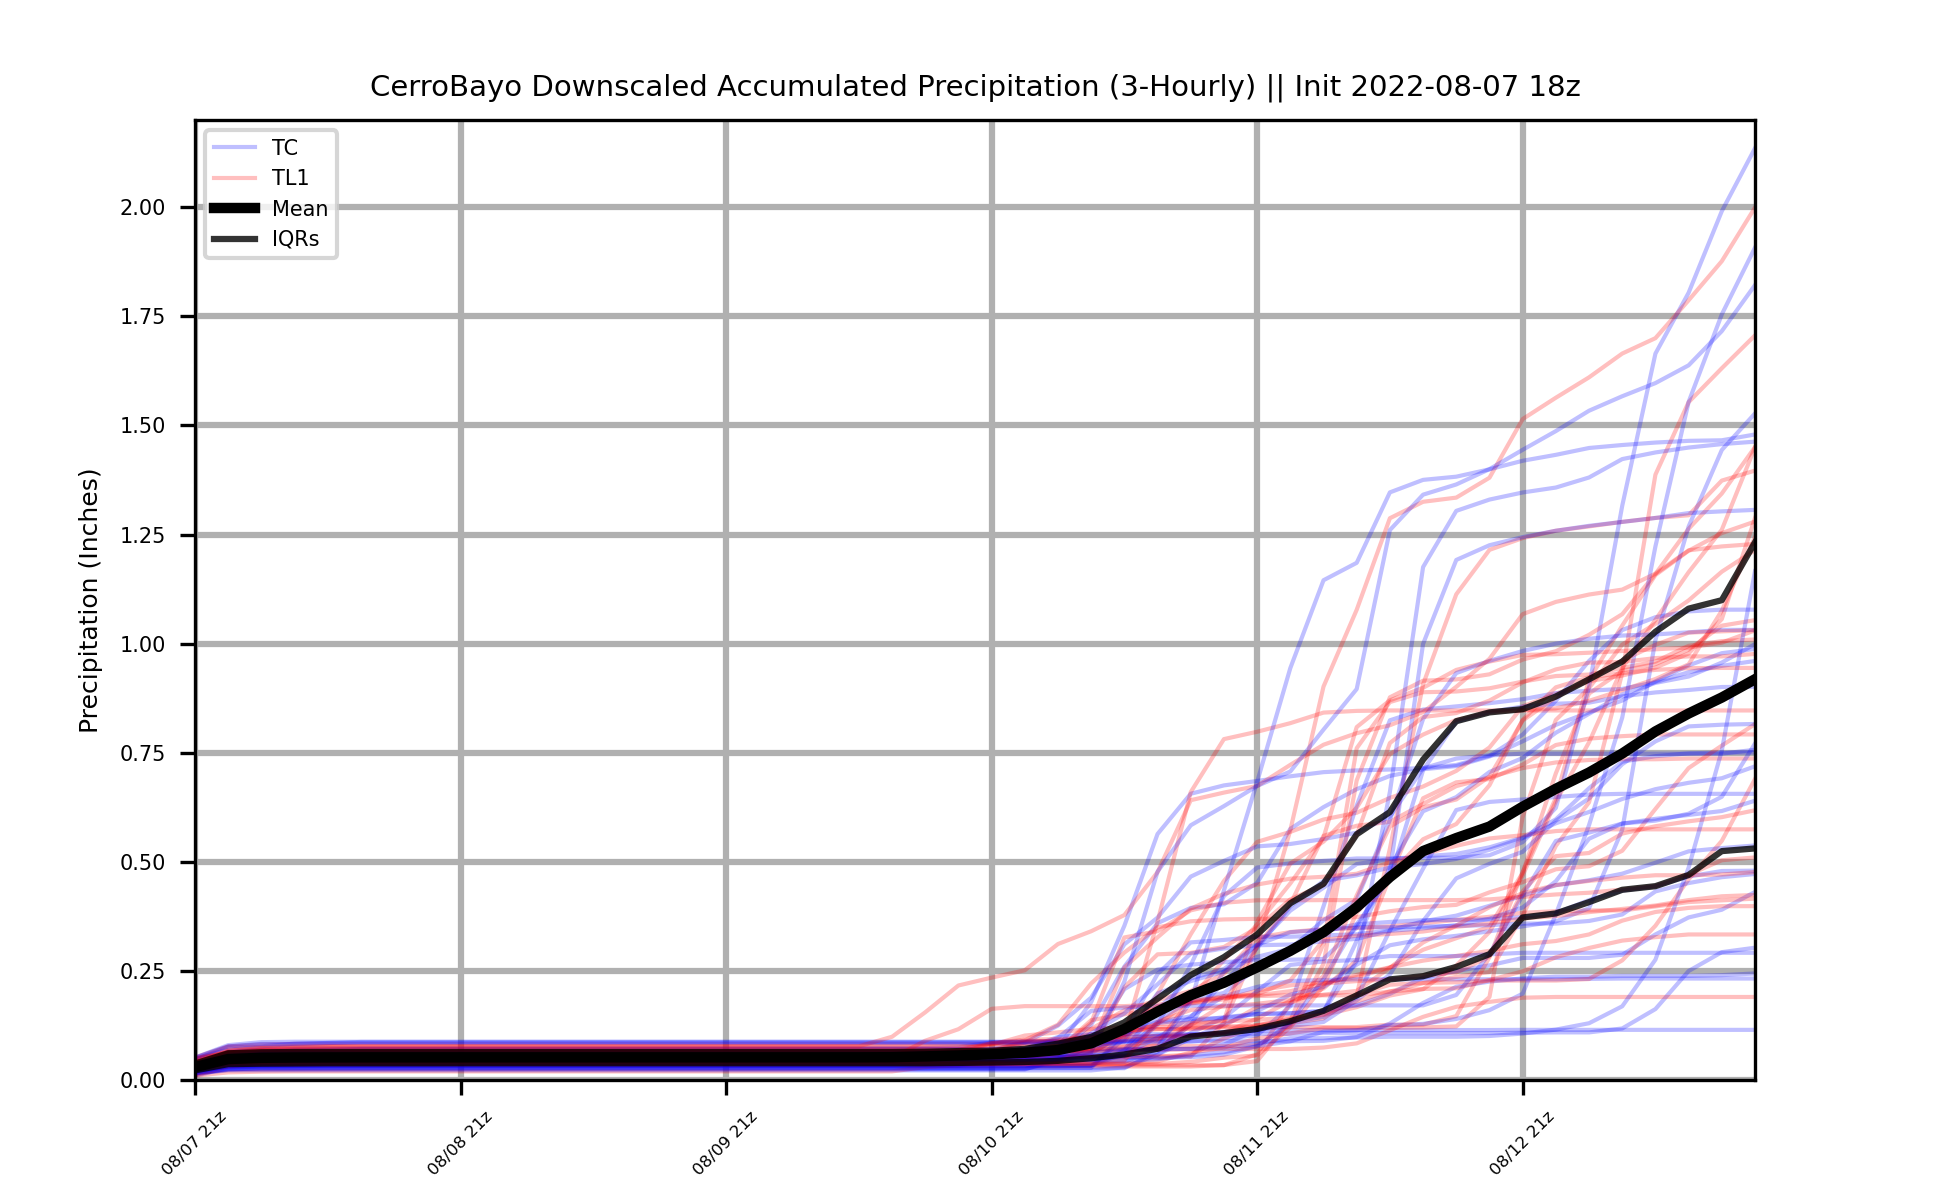 CerroBayo Downscaled Accumulated Precipitation (3-Hourly) || Init 2022-08-07 18z
TC
TL1
Mean
IQRs
2.00
1.75
1.50
1.25
1.00
0.75
0.50
0.25
0.00
Precipitation (Inches)
08/07 21z
08/08 21z
08/09 21z
08/10 21z
08/11 21z
08/12 21z